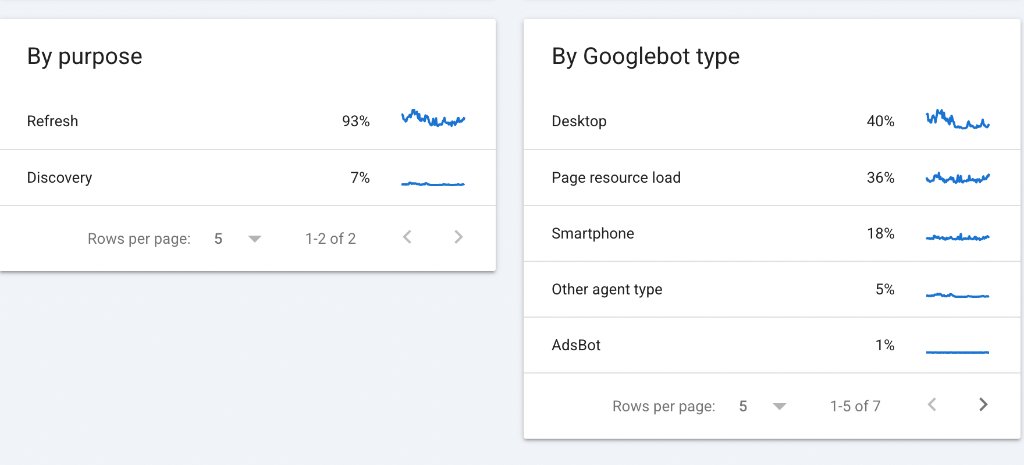 By purpose
Refresh 93%
Discovery 7%
Rows per page: 5 1-2 of 2
By Googlebot type
Desktop 40%
Page resource load 36%
Smartphone 18%
Other agent type 5%
AdsBot 1%
Rows per page: 5 1-5 of 7